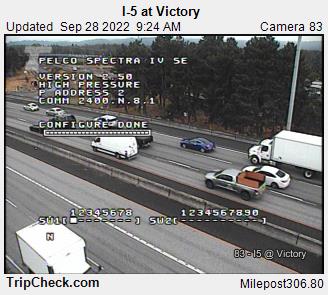 I-5 at Victory
Updated Sep 28 2022 9:24 AM Camera 83
PELCO SPECTRA IV SE
VERSION 2.50
HIGH PRESSURE
P ADDRESS 2
COMM 2400.N.8.1
CONFIGURE DONE
12345678 1234567890
SW1[■-------] SW2[----------]
N
83 - I5 @ Victory
TripCheck.com Milepost306.80